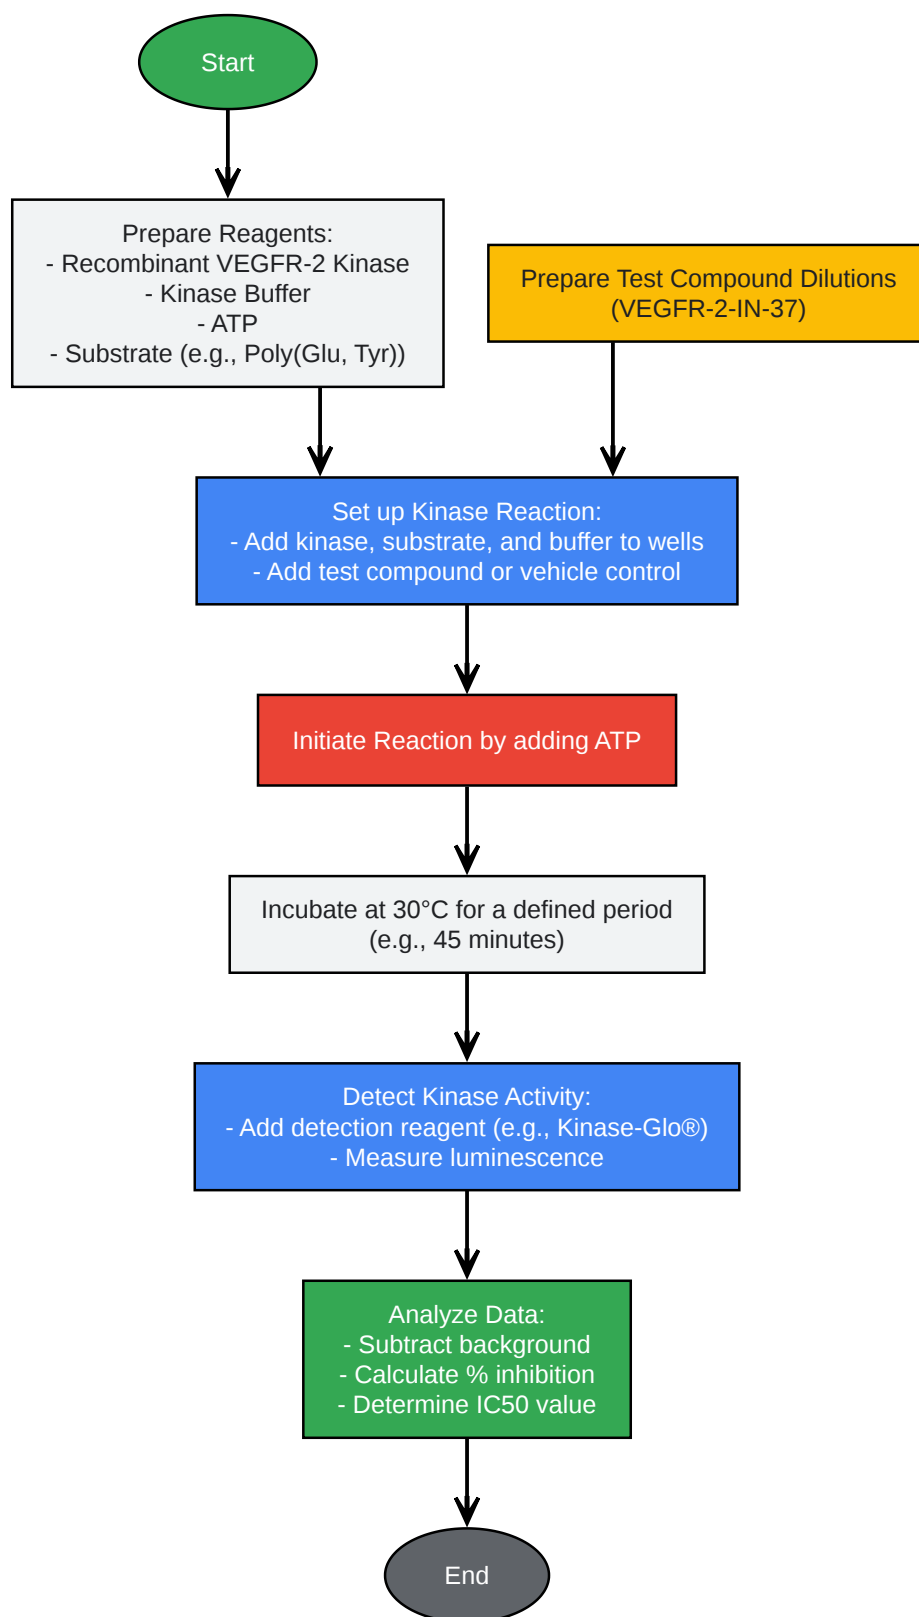 Start
Prepare Reagents:
- Recombinant VEGFR-2 Kinase
- Kinase Buffer
- ATP
- Substrate (e.g., Poly(Glu, Tyr))
Prepare Test Compound Dilutions
(VEGFR-2-IN-37)
Set up Kinase Reaction:
- Add kinase, substrate, and buffer to wells
- Add test compound or vehicle control
Initiate Reaction by adding ATP
Incubate at 30°C for a defined period
(e.g., 45 minutes)
Detect Kinase Activity:
- Add detection reagent (e.g., Kinase-Glo®)
- Measure luminescence
Analyze Data:
- Subtract background
- Calculate % inhibition
- Determine IC50 value
End